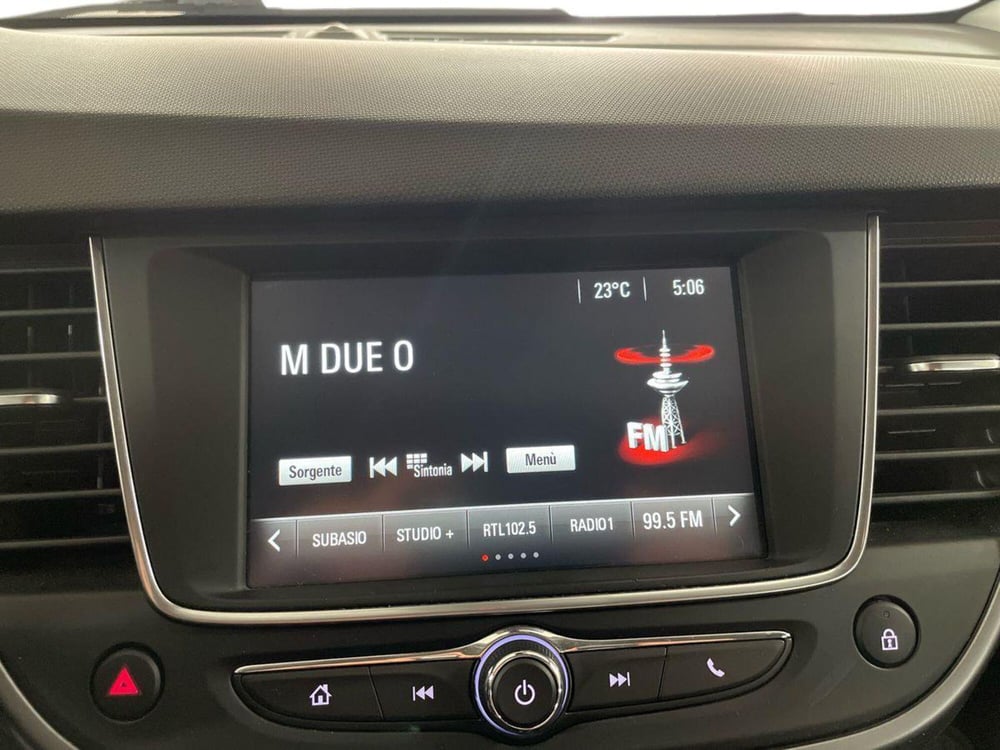 23°C 5:06
M DUE O
FM
Sorgente Sintonia Menù
SUBASIO STUDIO + RTL102.5 RADIO1 99.5 FM